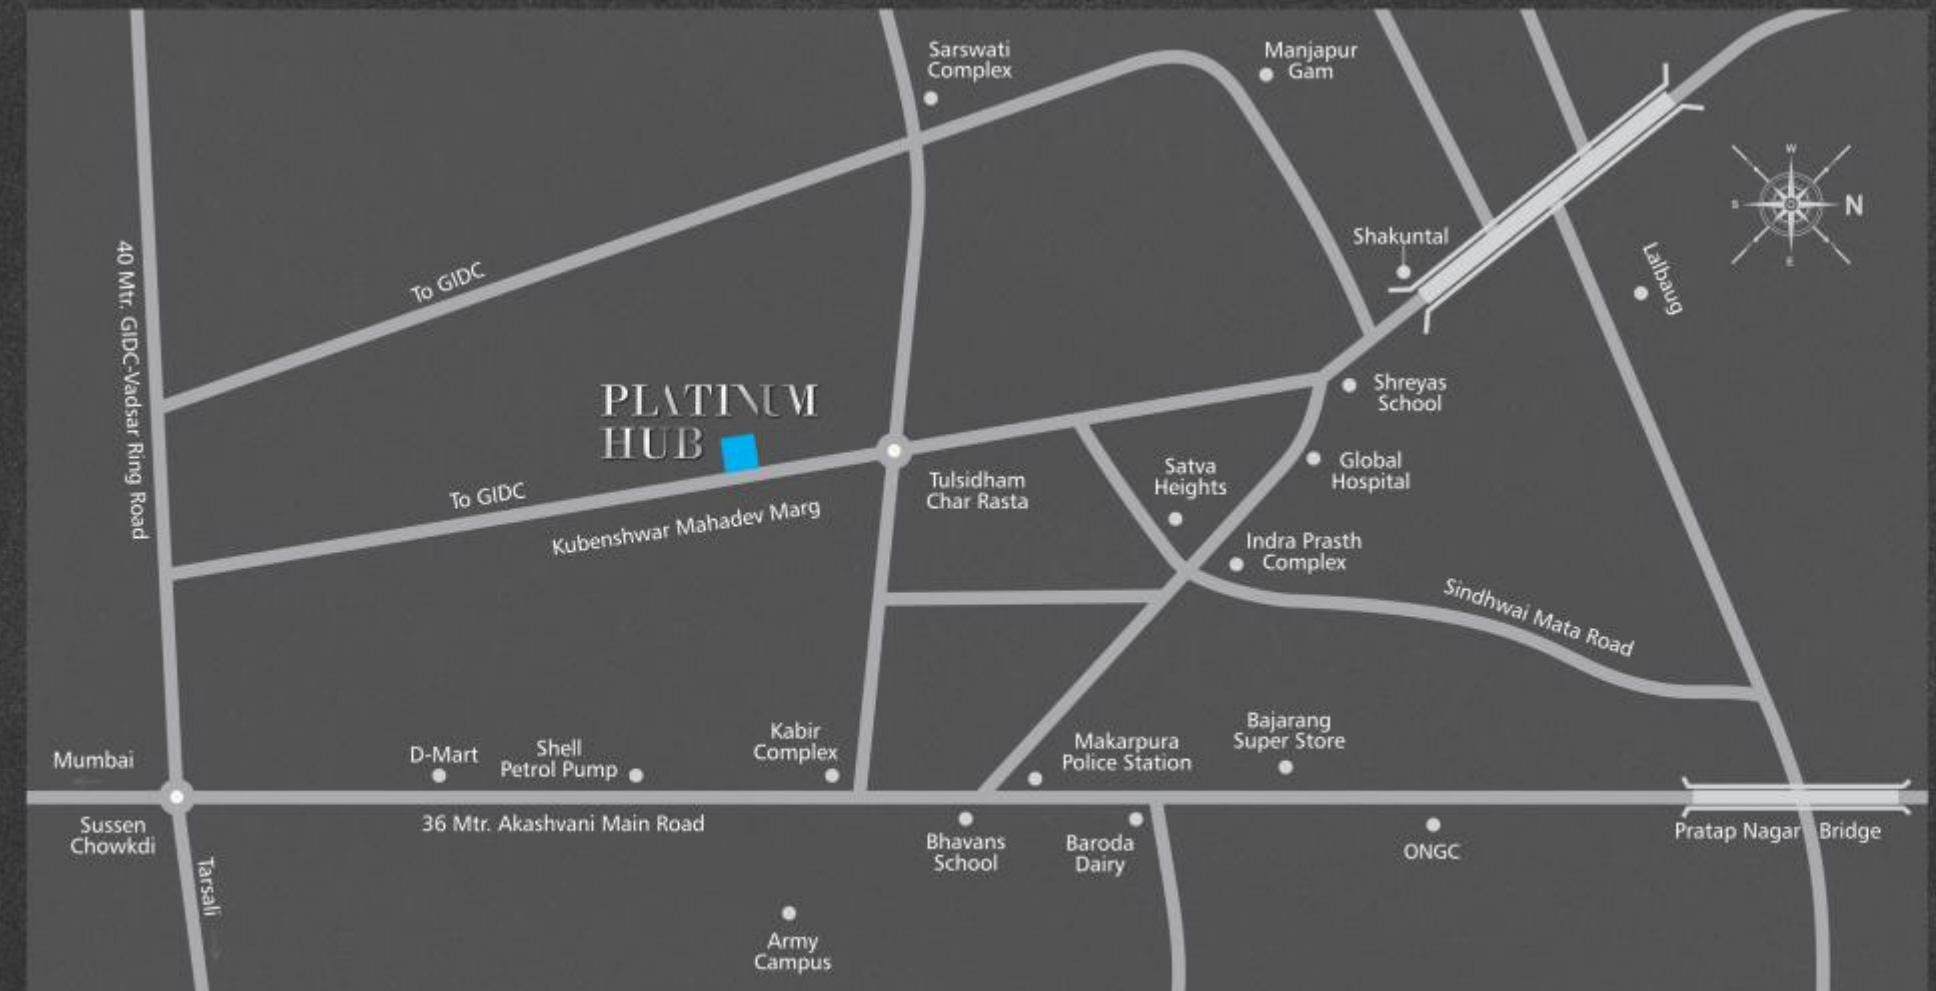 Sarswati
Complex
Manjapur
Gam
W
S
N
E
Shakuntal
Lalbaug
To GIDC
40 Mtr. GIDC-Vadsar Ring Road
PLATINUM
HUB
Shreyas
School
Global
Hospital
Satva
Heights
Tulsidham
Char Rasta
To GIDC
Kubenshwar Mahadev Marg
Indra Prasth
Complex
Sindhwai Mata Road
Mumbai
D-Mart
Shell
Petrol Pump
Kabir
Complex
Makarpura
Police Station
Bajarang
Super Store
Sussen
Chowkdi
36 Mtr. Akashvani Main Road
Bhavans
School
Baroda
Dairy
ONGC
Pratap Nagar Bridge
Tarsali
Army
Campus